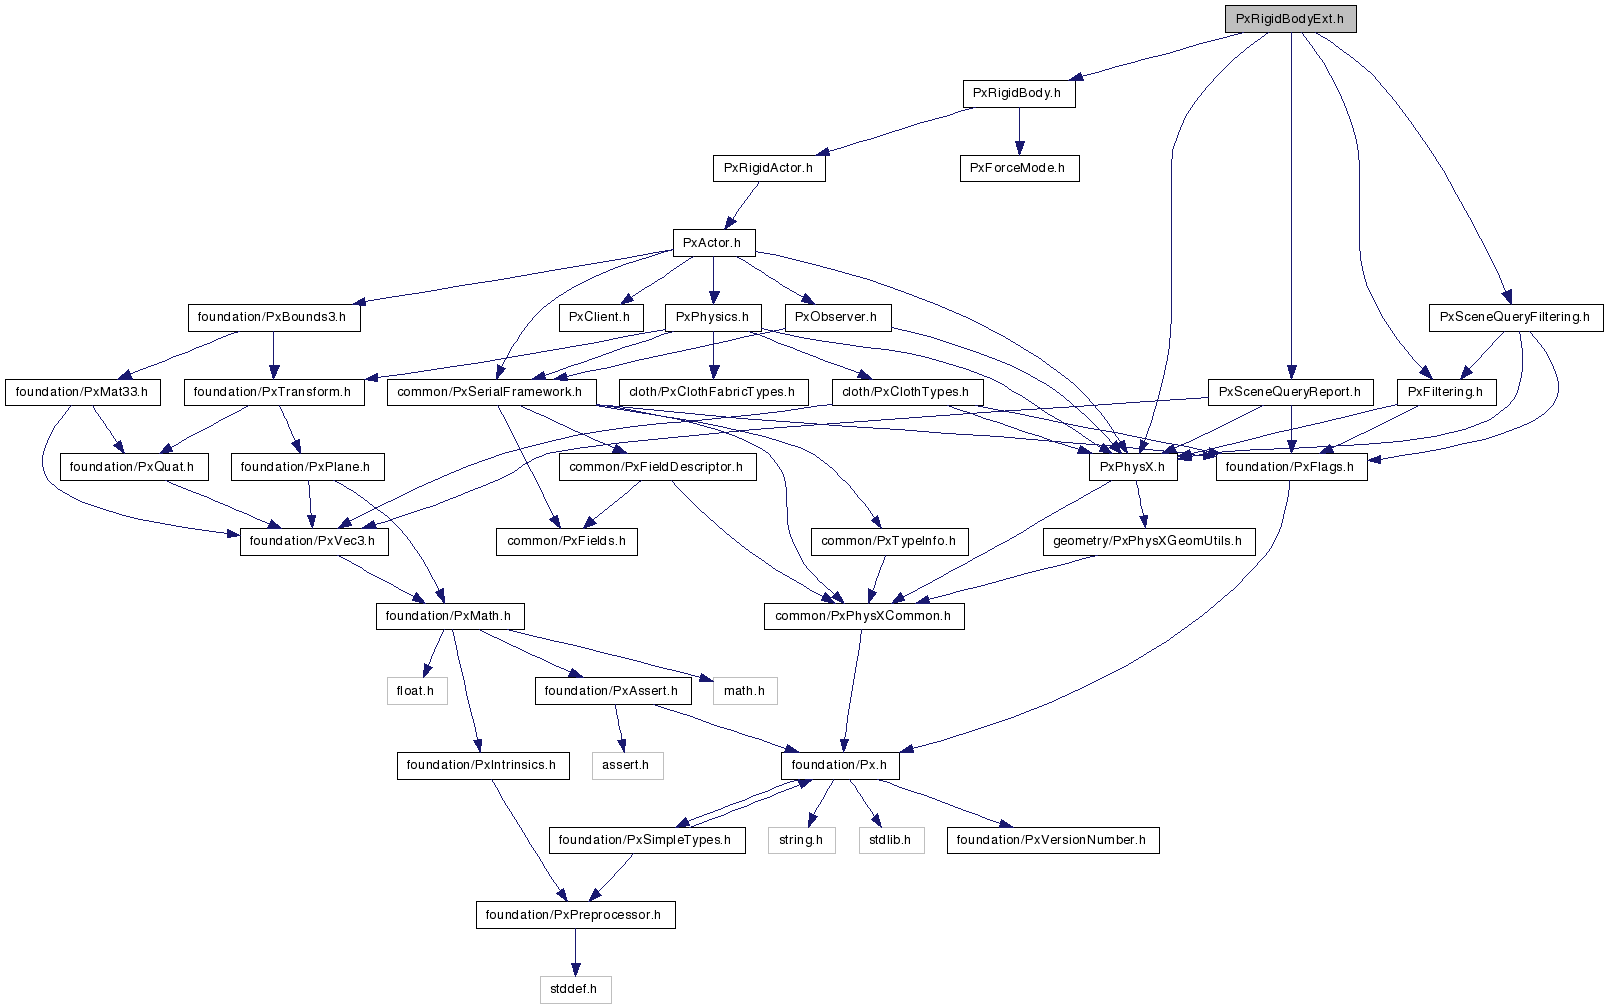 PxRigidBodyExt.h
PxRigidBody.h
PxRigidActor.h
PxForceMode.h
PxActor.h
foundation/PxBounds3.h
PxClient.h
PxPhysics.h
PxObserver.h
PxSceneQueryFiltering.h
foundation/PxMat33.h
foundation/PxTransform.h
common/PxSerialFramework.h
cloth/PxClothFabricTypes.h
cloth/PxClothTypes.h
PxSceneQueryReport.h
PxFiltering.h
foundation/PxQuat.h
foundation/PxPlane.h
common/PxFieldDescriptor.h
PxPhysX.h
foundation/PxFlags.h
foundation/PxVec3.h
common/PxFields.h
common/PxTypeInfo.h
geometry/PxPhysXGeomUtils.h
foundation/PxMath.h
common/PxPhysXCommon.h
float.h
foundation/PxAssert.h
math.h
foundation/PxIntrinsics.h
assert.h
foundation/Px.h
foundation/PxSimpleTypes.h
string.h
stdlib.h
foundation/PxVersionNumber.h
foundation/PxPreprocessor.h
stddef.h